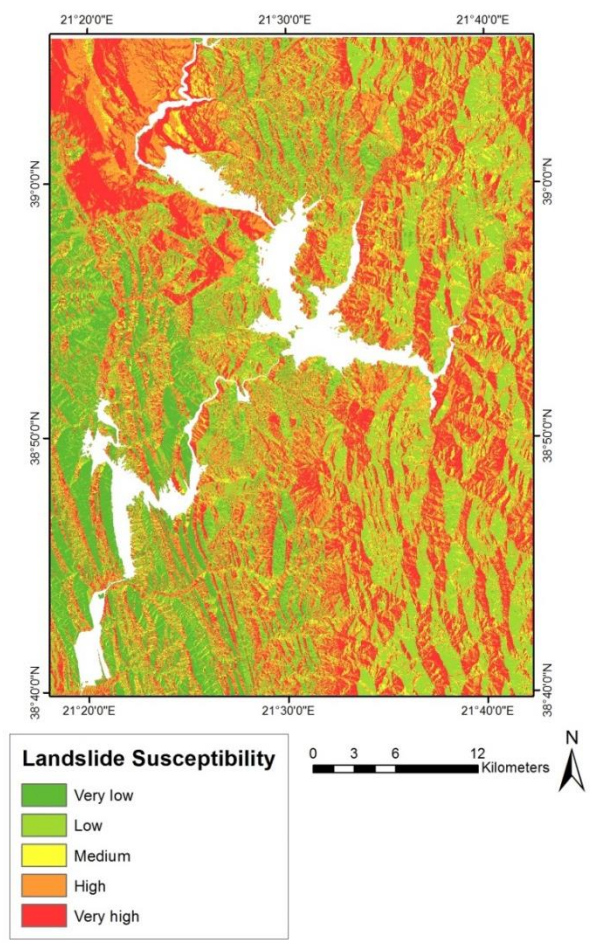 21°20'0"E 21°30'0"E 21°40'0"E
39°0'0"N 39°0'0"N
38°50'0"N 38°50'0"N
38°40'0"N 38°40'0"N
21°20'0"E 21°30'0"E 21°40'0"E
Landslide Susceptibility
Very low
Low
Medium
High
Very high
0 3 6 12
Kilometers
N